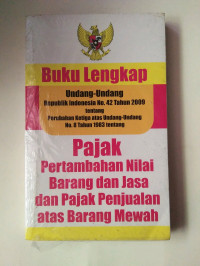 Buku Lengkap
Undang-Undang
Republik Indonesia No. 42 Tahun 2009
tentang
Perubahan Ketiga atas Undang-Undang
No. 8 Tahun 1983 tentang
Pajak
Pertambahan Nilai
Barang dan Jasa
dan Pajak Penjualan
atas Barang Mewah